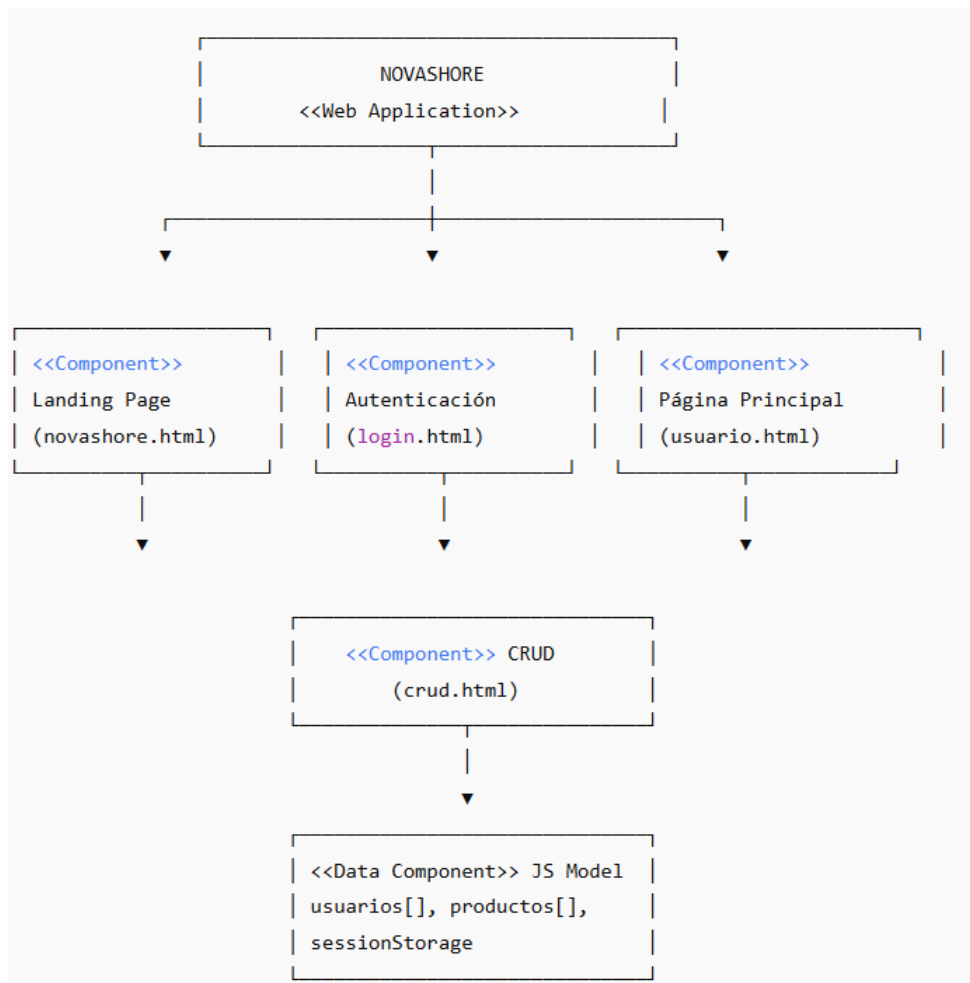 NOVASHORE
<<Web Application>>
<<Component>> <<Component>> <<Component>>
Landing Page Autenticación Página Principal
(novashore.html) (login.html) (usuario.html)
<<Component>> CRUD
(crud.html)
<<Data Component>> JS Model
usuarios[], productos[],
sessionStorage